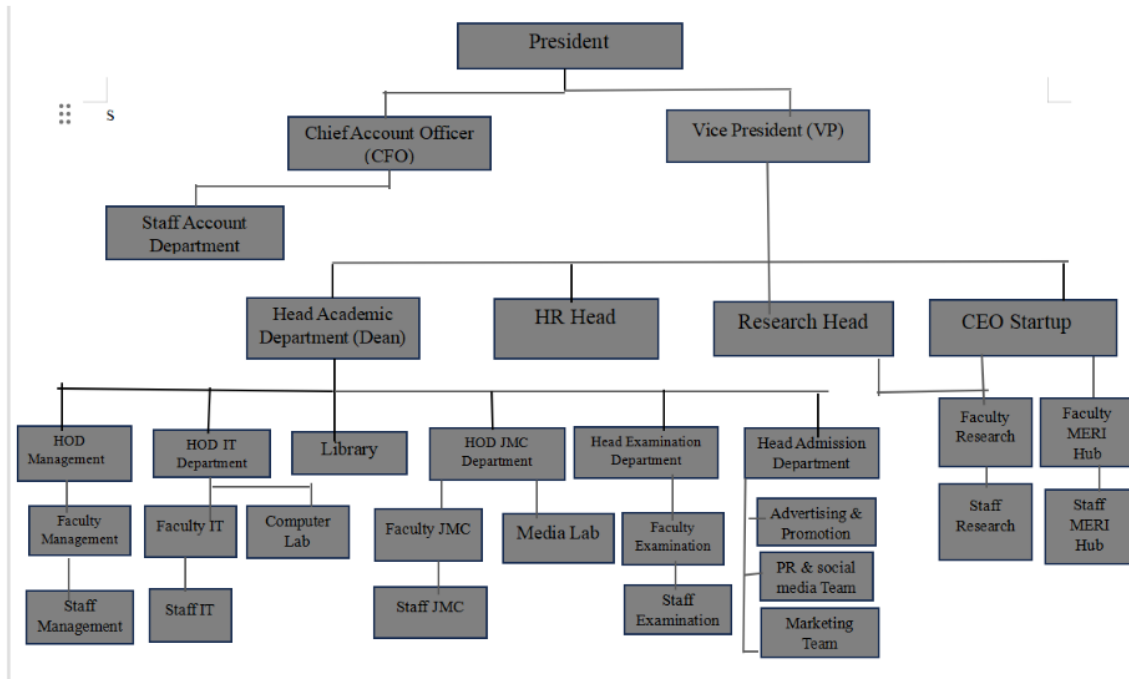 President
S
Chief Account Officer
(CFO)
Vice President (VP)
Staff Account
Department
Head Academic
Department (Dean)
HR Head
Research Head
CEO Startup
HOD
Management
HOD IT
Department
Library
HOD JMC
Department
Head Examination
Department
Head Admission
Department
Faculty
Research
Faculty
MERI
Hub
Faculty
Management
Faculty IT
Computer
Lab
Faculty JMC
Media Lab
Faculty
Examination
Advertising &
Promotion
Staff
Research
Staff
MERI
Hub
Staff
Management
Staff IT
Staff JMC
Staff
Examination
PR & social
media Team
Marketing
Team